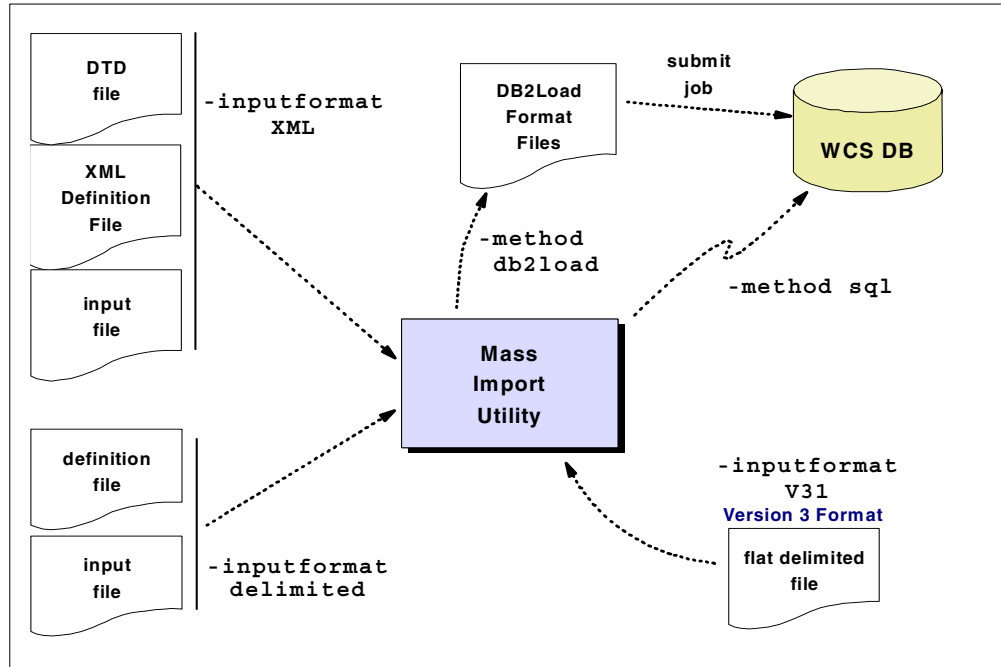 DTD
file
-inputformat
XML
XML
Definition
File
input
file
DB2Load
Format
Files
submit
job
WCS DB
-method
db2load
-method sql
Mass
Import
Utility
definition
file
input
file
-inputformat
delimited
-inputformat
V31
Version 3 Format
flat delimited
file